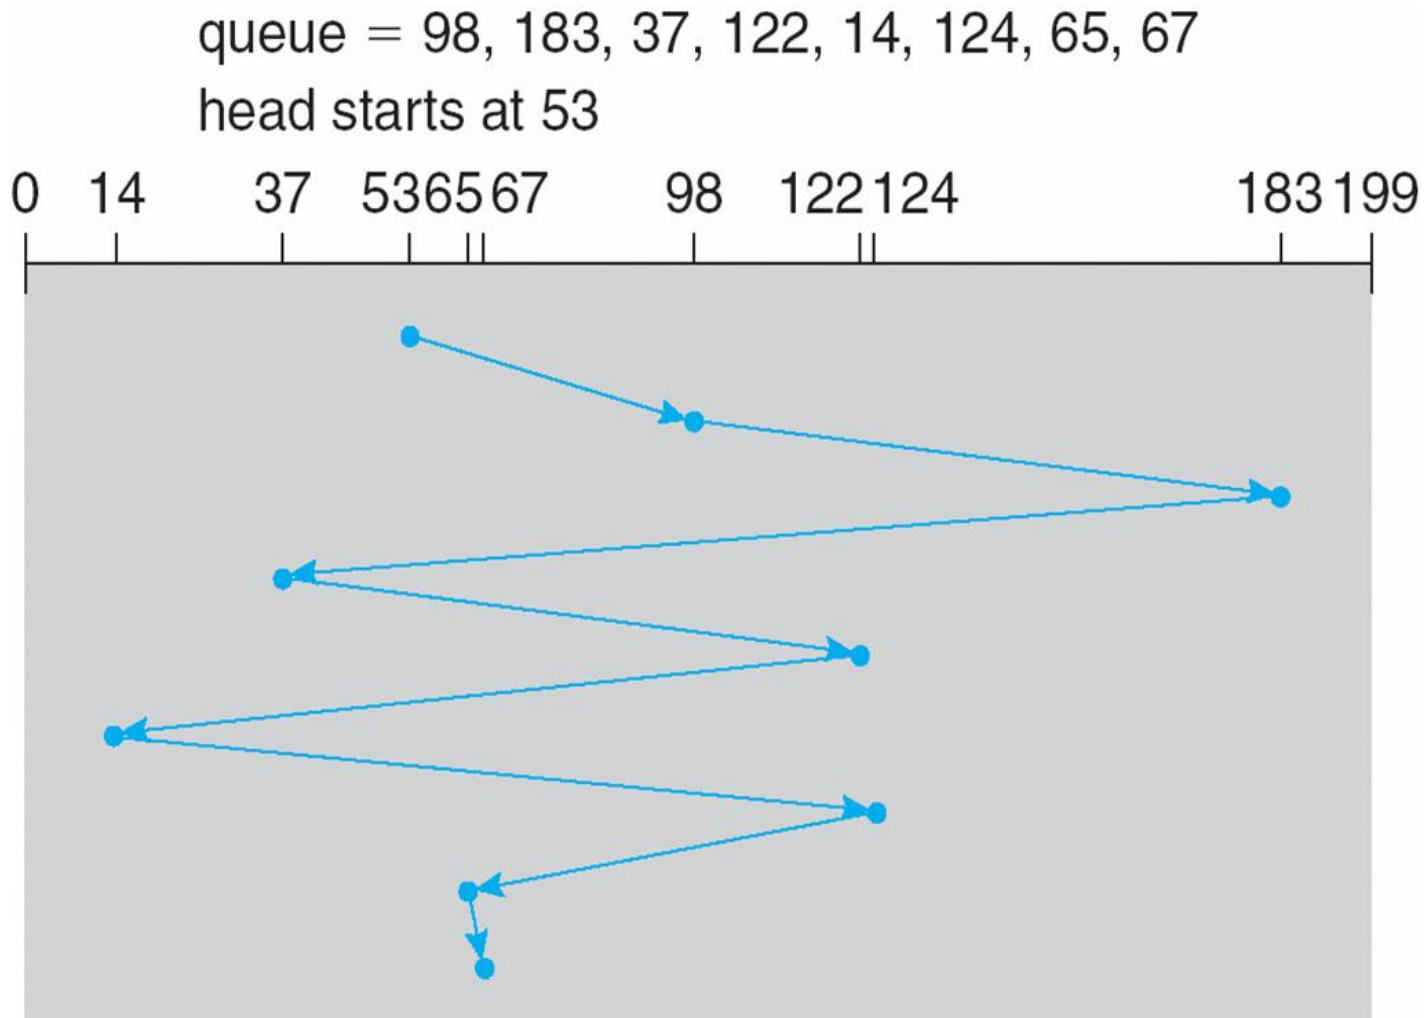 queue = 98, 183, 37, 122, 14, 124, 65, 67
head starts at 53
0 14 37 53 65 67 98 122 124 183 199